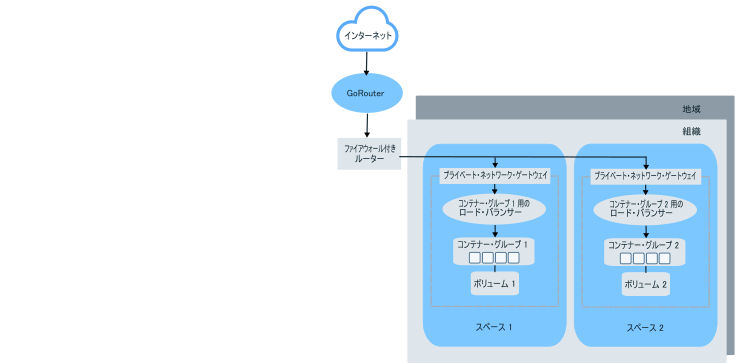 インターネット
GoRouter
地域
組織
ファイアウォール付き
ルーター
プライベート・ネットワーク・ゲートウェイ
プライベート・ネットワーク・ゲートウェイ
コンテナー・グループ 1 用の
ロード・バランサー
コンテナー・グループ 2 用の
ロード・バランサー
コンテナー・グループ 1
コンテナー・グループ 2
ボリューム 1
ボリューム 2
スペース 1
スペース 2